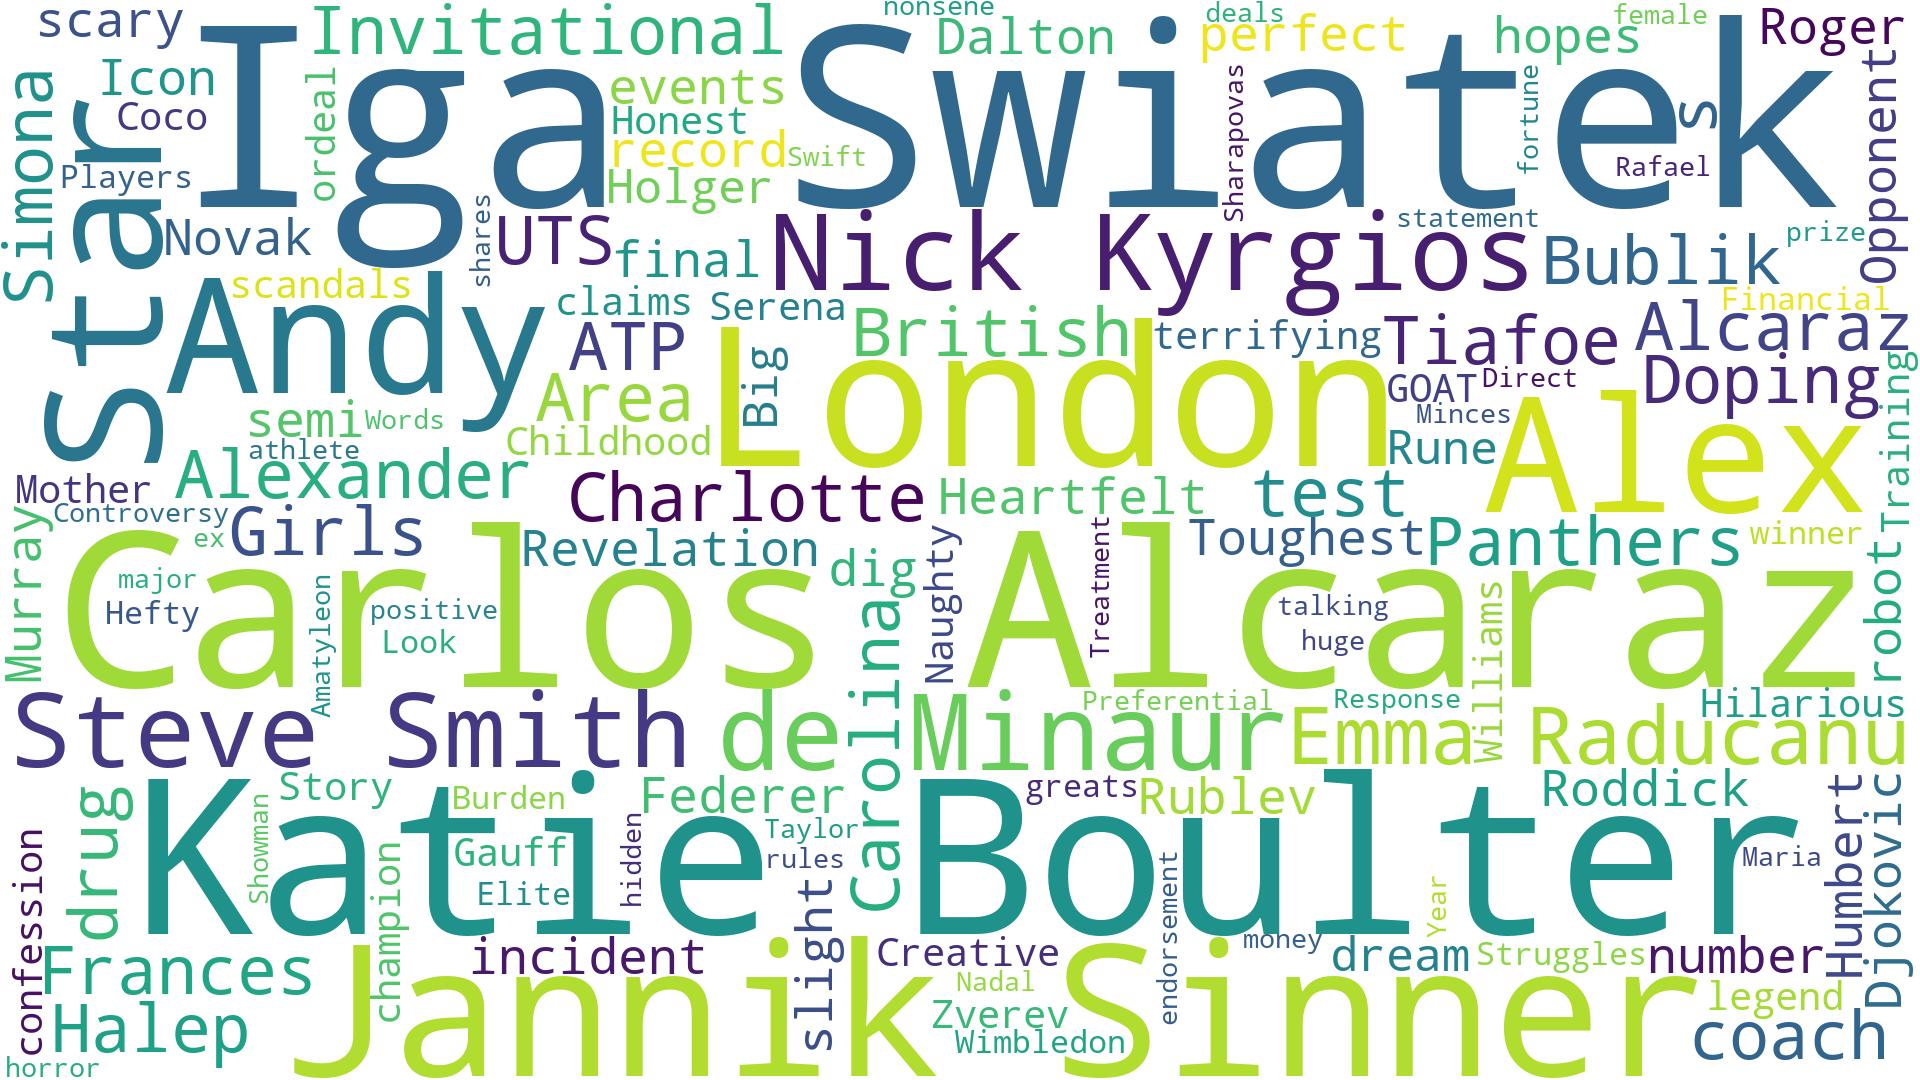 scary
Invitational
nonsene
Dalton
deals
perfect
hopes
female
Roger
Iga Swiatek
Icon
Coco
Players
Simona
Star
ordeal
events
Honest
record
Swift
Holger
Sharapovas
fortune
s
Rafael
Opponent
Novak
shares
UTS
final
Nick Kyrgios
statement
Bublik
prize
scandals
Andy
claims
Serena
Financial
ATP
Big
British
terrifying
Tiafoe
Alcaraz
Area
London
GOAT
Direct
Doping
semi
Words
Childhood
Minces
Rune
Alex
Training
athlete
Alexander
Mother
Controversy
ex
Girls
Charlotte
Heartfelt
test
Murray
Revelation
dig
Naughty
Treatment
Toughest
Panthers
winner
robot
Carlos Alcaraz
major
Hefty
Amatyleon
positive
Look
talking
huge
Williams
Carolina
Steve Smith
de Minaur
Preferential
Response
Emma Raducanu
Hilarious
drug
Story
Burden
Federer
greats
Rublev
Roddick
Katie Boulter
Showman
champion
Gauff
Elite
hidden
Taylor
rules
slight
endorsement
Year
Maria
Humbert
Djokovic
confession
Frances
incident
Creative
money
dream
Struggles
number
Halep
Jannik Sinner
Nadal
Zverev
Wimbledon
legend
coach
horror